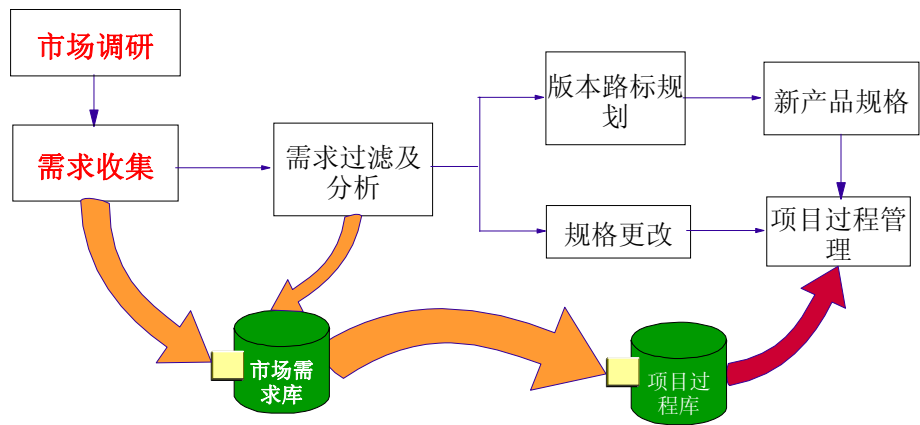 市场调研
需求收集
需求过滤及
分析
版本路标规
划
新产品规格
规格更改
项目过程管
理
市场需
求库
项目过
程库